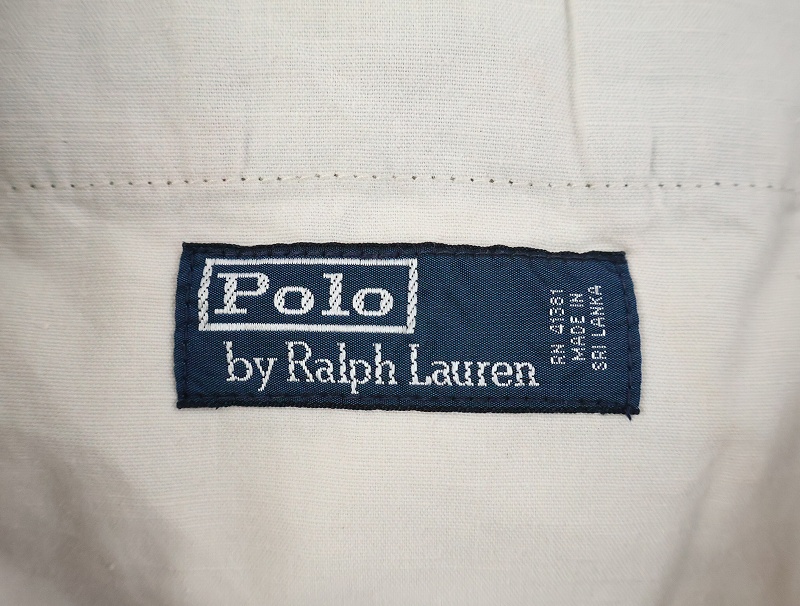 Polo
by Ralph Lauren
RN 41381
MADE IN
SRI LANKA